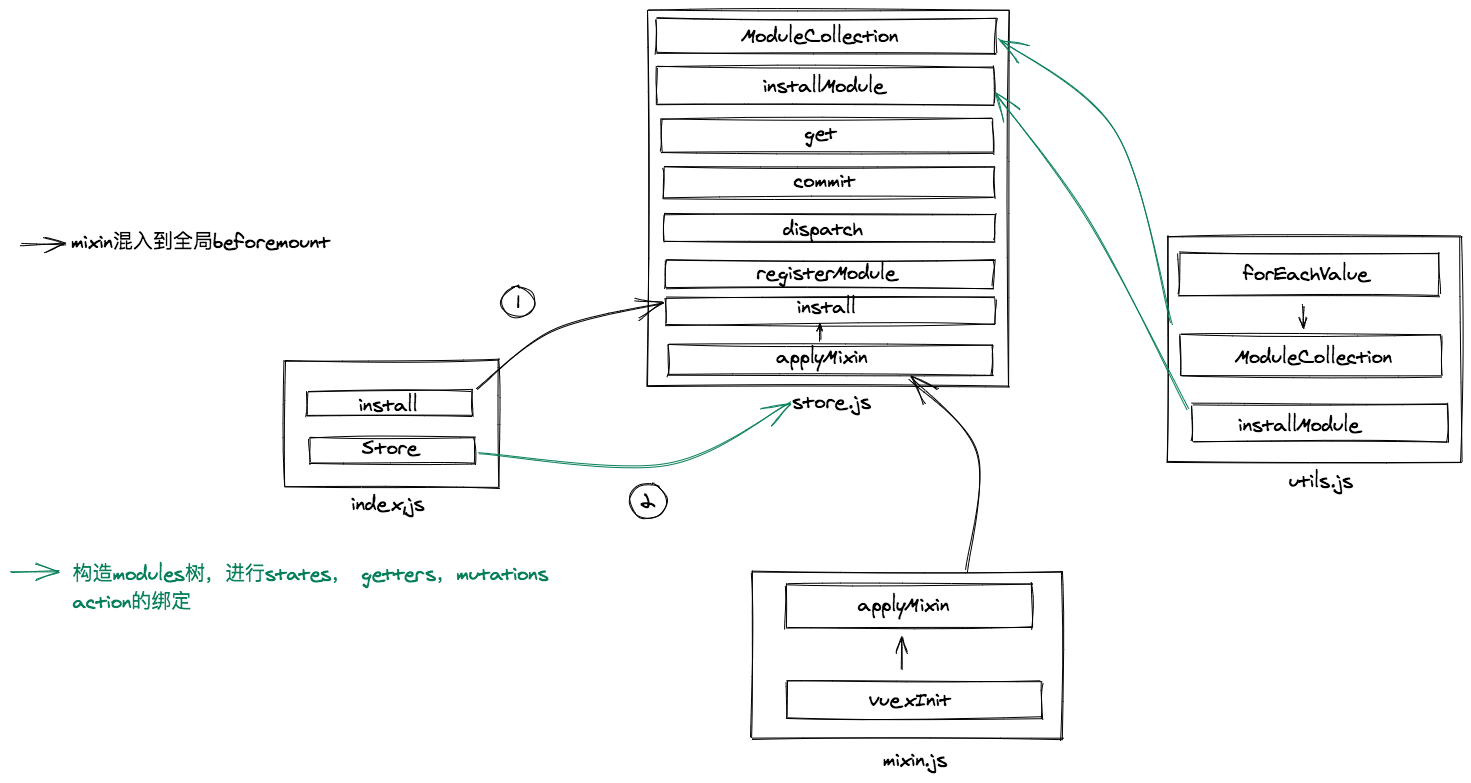 ModuleCollection
installModule
get
commit
dispatch
registerModule
install
applyMixin
store.js
mixin混入到全局beforemount
1
install
Store
index.js
2
forEachValue
ModuleCollection
installModule
utils.js
构造modules树，进行states， getters，mutations
action的绑定
applyMixin
vuexInit
mixin.js